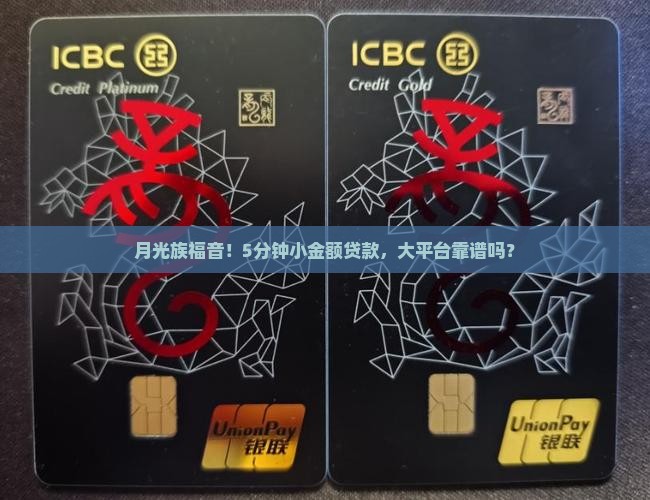 ICBC
Credit Platinum
ICBC
Credit Gold
月光族福音！5分钟小金额贷款，大平台靠谱吗？
UnionPay
银联
UnionPay
银联